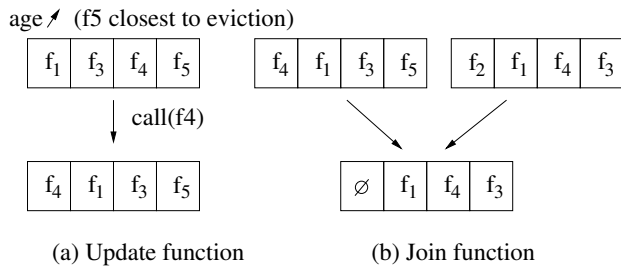 age ↗ (f5 closest to eviction)
f₁ f₃ f₄ f₅
f₄ f₁ f₃ f₅
f₂ f₁ f₄ f₃
call(f4)
f₄ f₁ f₃ f₅
∅ f₁ f₄ f₃
(a) Update function
(b) Join function